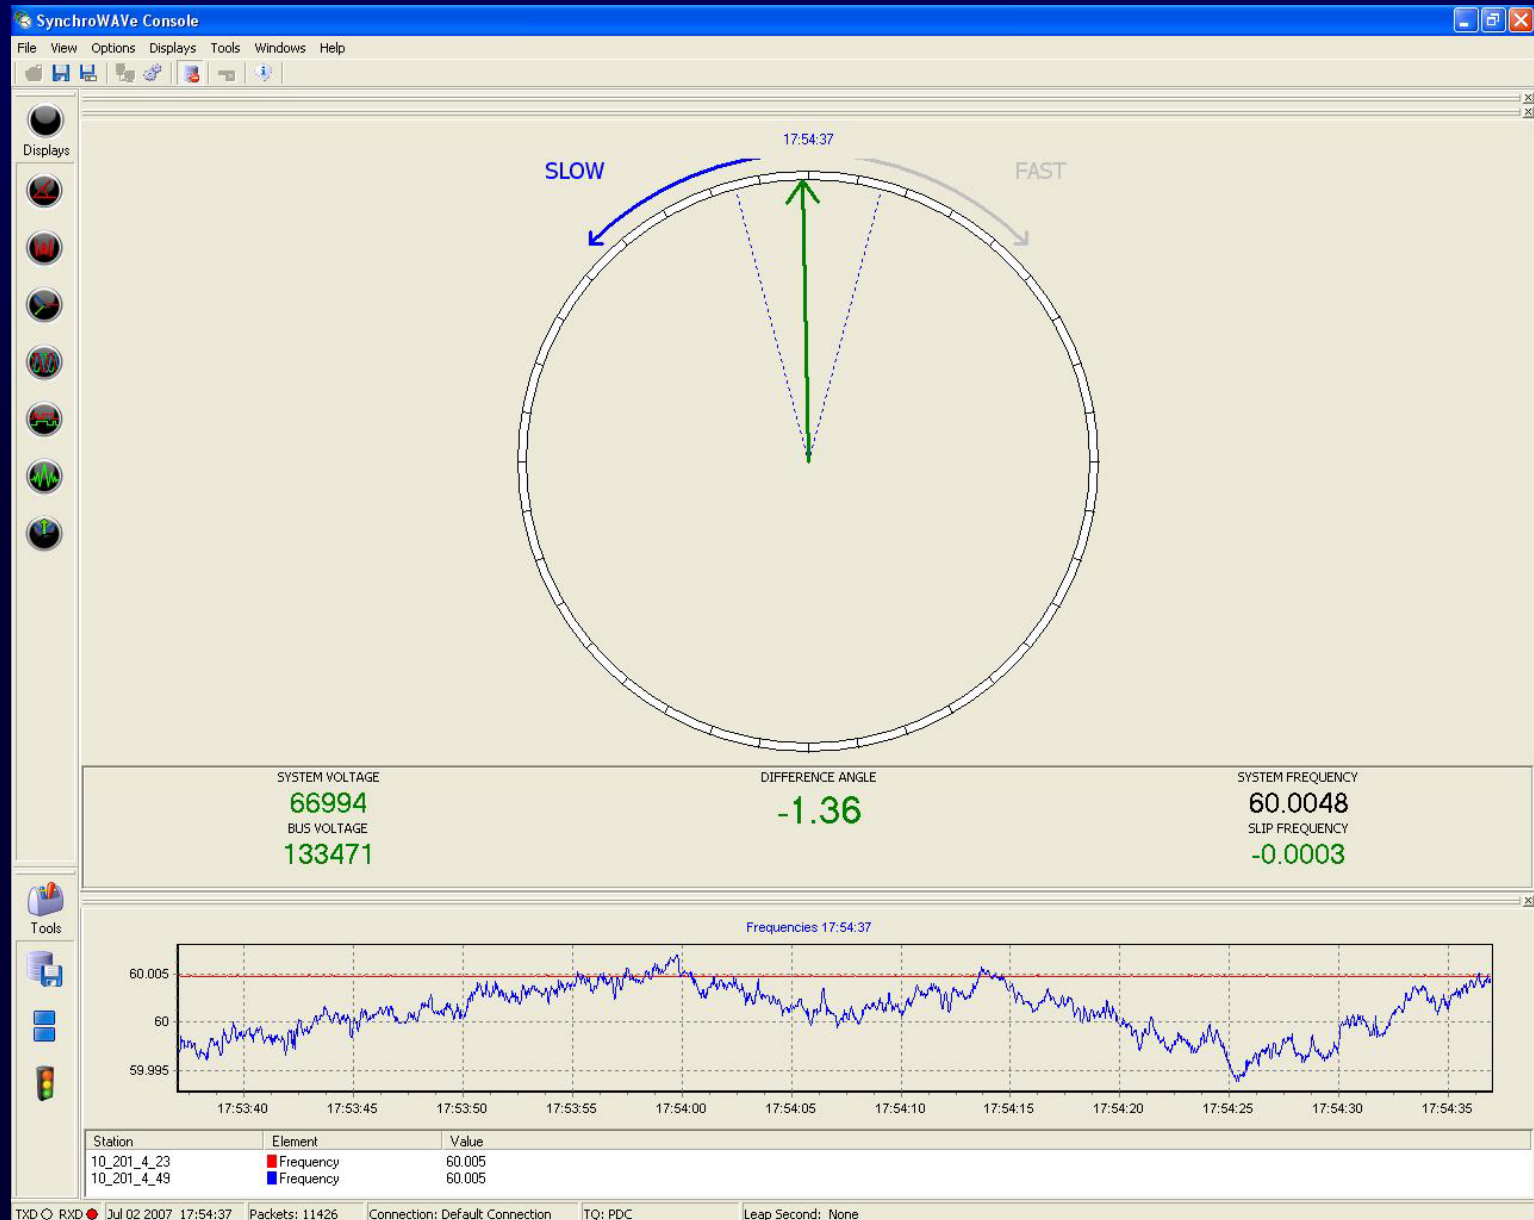 SynchroWAVe Console
File View Options Displays Tools Windows Help
Displays
17:54:37
SLOW FAST
SYSTEM VOLTAGE DIFFERENCE ANGLE SYSTEM FREQUENCY
66994 -1.36 60.0048
BUS VOLTAGE SLIP FREQUENCY
133471 -0.0003
Tools
Frequencies 17:54:37
60.005
60
59.995
17:53:40 17:53:45 17:53:50 17:53:55 17:54:00 17:54:05 17:54:10 17:54:15 17:54:20 17:54:25 17:54:30 17:54:35
Station Element Value
10_201_4_23 Frequency 60.005
10_201_4_49 Frequency 60.005
TXD RXD Jul 02 2007 17:54:37 Packets: 11426 Connection: Default Connection TQ: PDC Leap Second: None